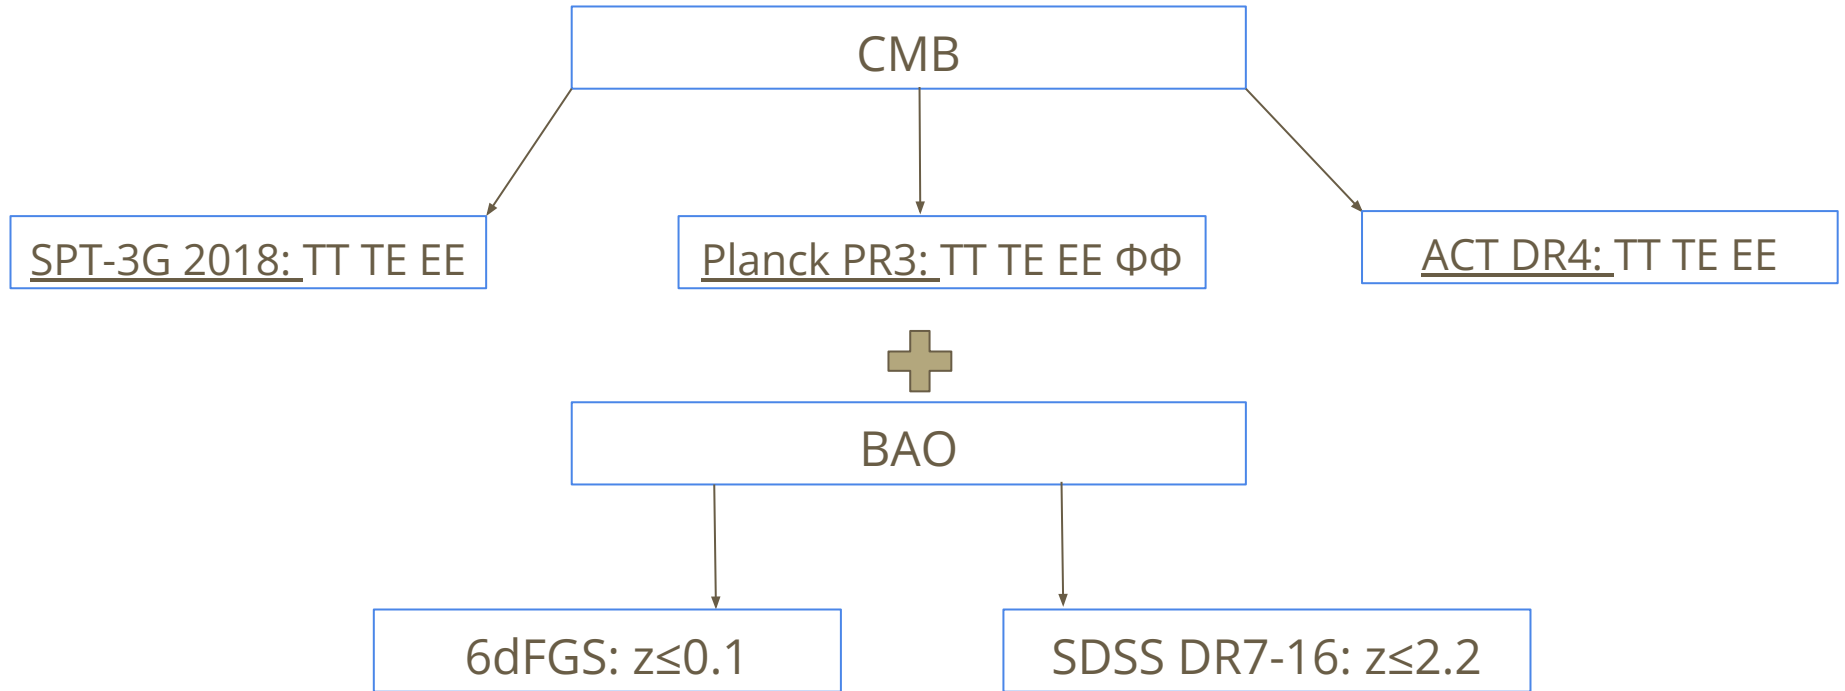 CMB
SPT-3G 2018: TT TE EE
Planck PR3: TT TE EE ΦΦ
ACT DR4: TT TE EE
BAO
6dFGS: z≤0.1
SDSS DR7-16: z≤2.2